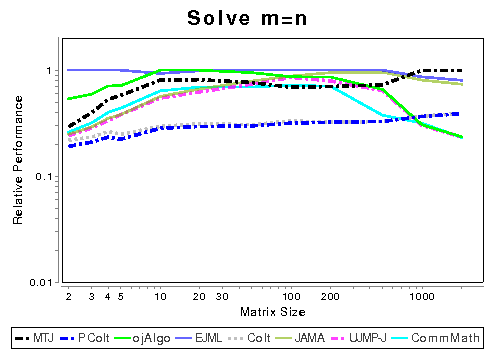 Solve m=n
Relative Performance
1
0.1
0.01
2 3 4 5 10 20 30 100 200 1000
Matrix Size
MTJ PColt ojAlgo EJML Colt JAMA UJMP-J CommMath